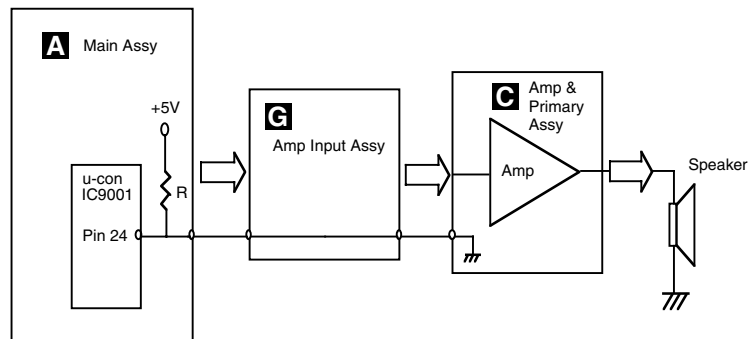 A
Main Assy
+5V
R
u-con
IC9001
Pin 24
G
Amp Input Assy
C
Amp &
Primary
Assy
Amp
Speaker